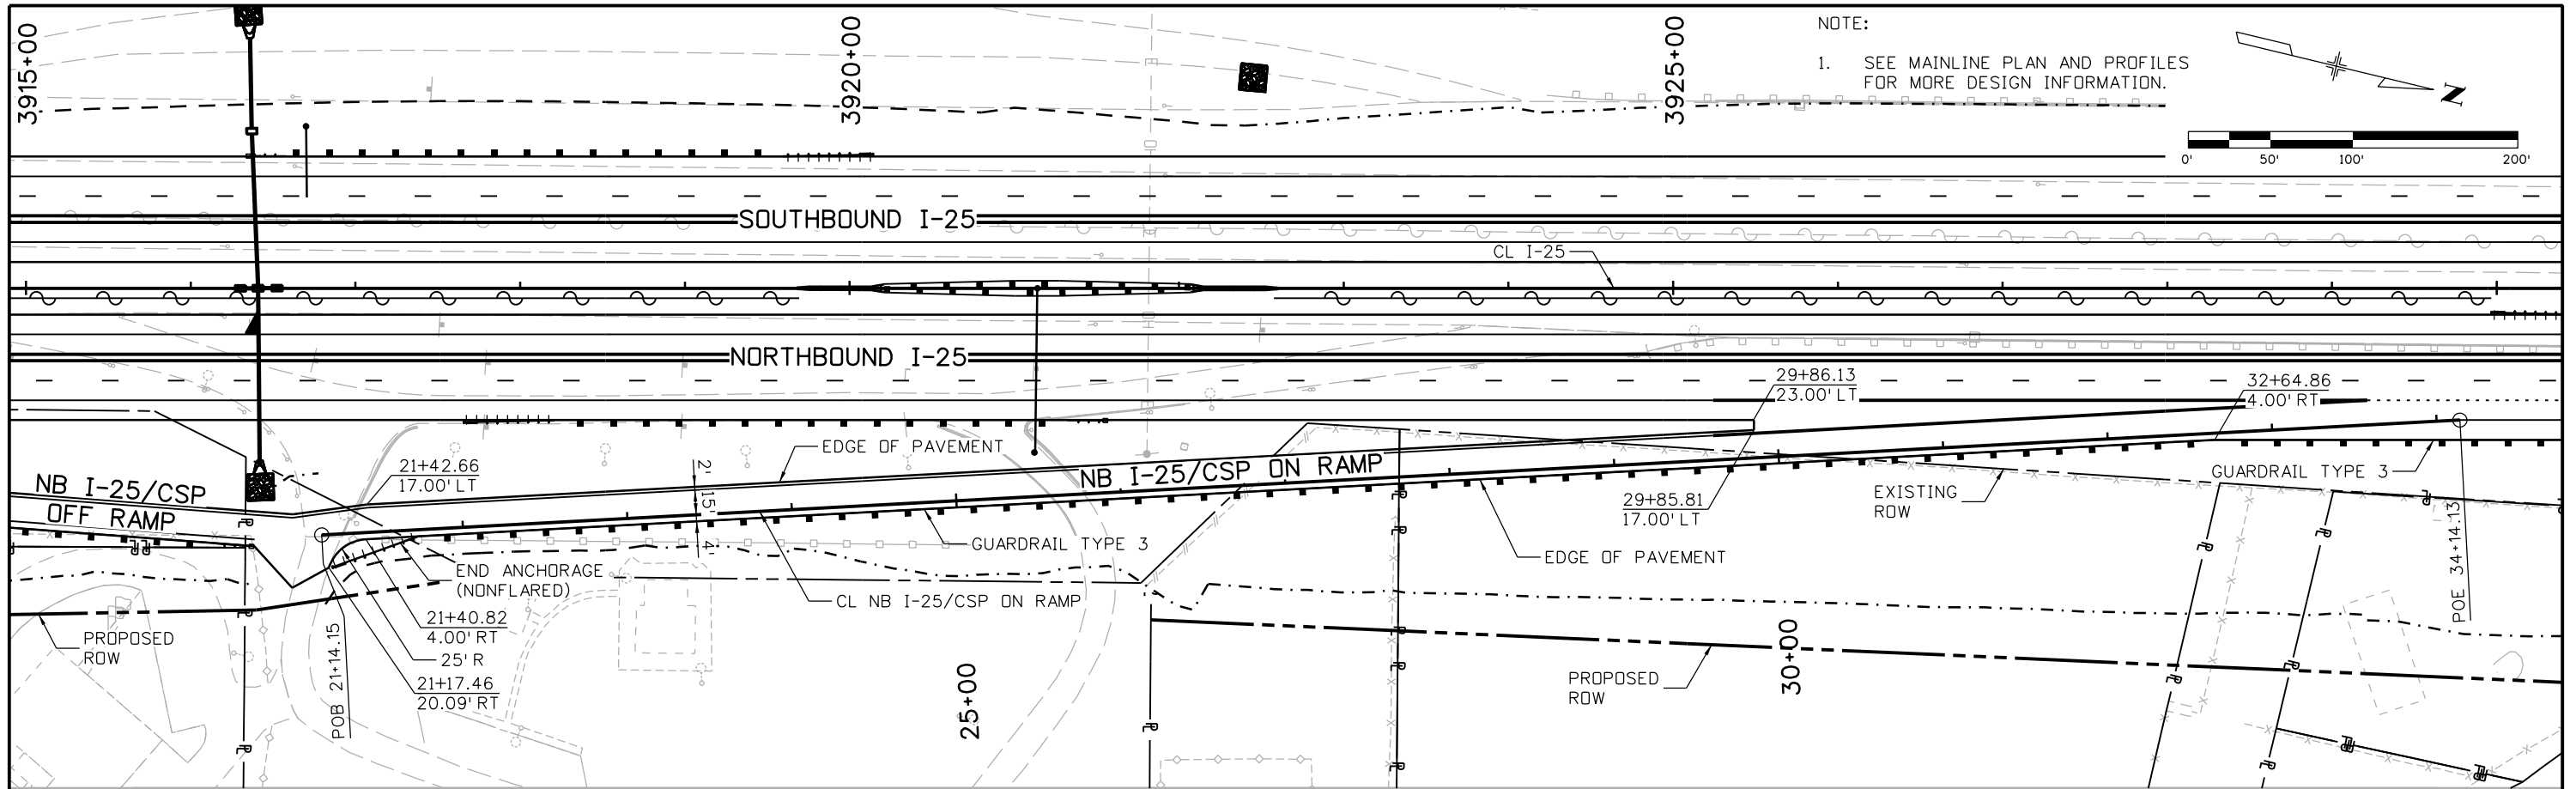 3915+00
3920+00
3925+00
NOTE:
1. SEE MAINLINE PLAN AND PROFILES
FOR MORE DESIGN INFORMATION.
N
0' 50' 100' 200'
SOUTHBOUND I-25
CL I-25
NORTHBOUND I-25
29+86.13
23.00' LT
32+64.86
4.00' RT
EDGE OF PAVEMENT
21+42.66
17.00' LT
2'
15'
4'
NB I-25/CSP ON RAMP
NB I-25/CSP
OFF RAMP
GUARDRAIL TYPE 3
EXISTING
ROW
29+85.81
17.00' LT
GUARDRAIL TYPE 3
EDGE OF PAVEMENT
END ANCHORAGE
(NONFLARED)
CL NB I-25/CSP ON RAMP
21+40.82
4.00' RT
25' R
21+17.46
20.09' RT
PROPOSED
ROW
POB 21+14.15
25+00
30+00
PROPOSED
ROW
POE 34+14.13